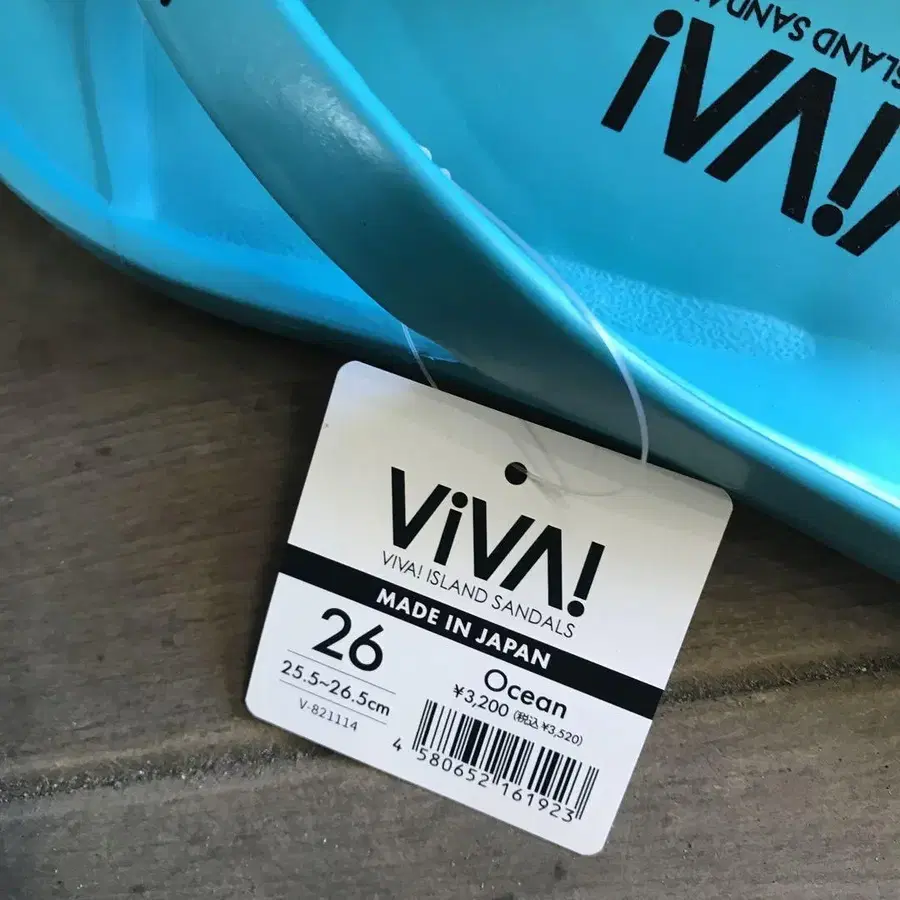 ViVA!
ISLAND SANDA
ViVA!
VIVA! ISLAND SANDALS
MADE IN JAPAN
26
25.5~26.5cm
V-821114
Ocean
¥3,200 (税込 ¥3,520)
4 580652 161923